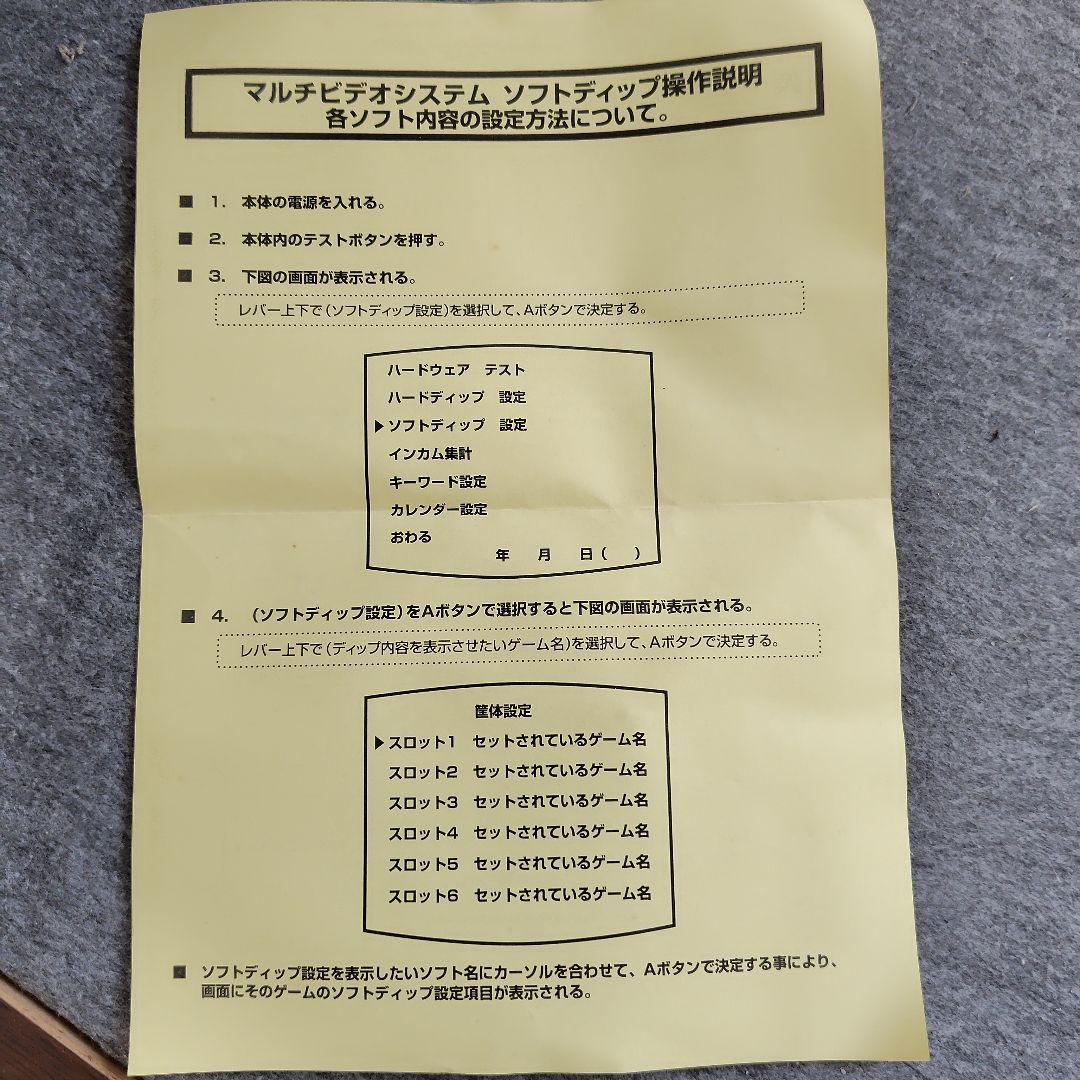 マルチビデオシステム ソフトディップ操作説明
各ソフト内容の設定方法について。
■ 1. 本体の電源を入れる。
■ 2. 本体内のテストボタンを押す。
■ 3. 下図の画面が表示される。
レバー上下で(ソフトディップ設定)を選択して、Aボタンで決定する。
ハードウェア テスト
ハードディップ 設定
▶ソフトディップ 設定
インカム集計
キーワード設定
カレンダー設定
おわる
年 月 日( )
■ 4. (ソフトディップ設定)をAボタンで選択すると下図の画面が表示される。
レバー上下で(ディップ内容を表示させたいゲーム名)を選択して、Aボタンで決定する。
筐体設定
▶スロット1 セットされているゲーム名
スロット2 セットされているゲーム名
スロット3 セットされているゲーム名
スロット4 セットされているゲーム名
スロット5 セットされているゲーム名
スロット6 セットされているゲーム名
■ ソフトディップ設定を表示したいソフト名にカーソルを合わせて、Aボタンで決定する事により、
画面にそのゲームのソフトディップ設定項目が表示される。